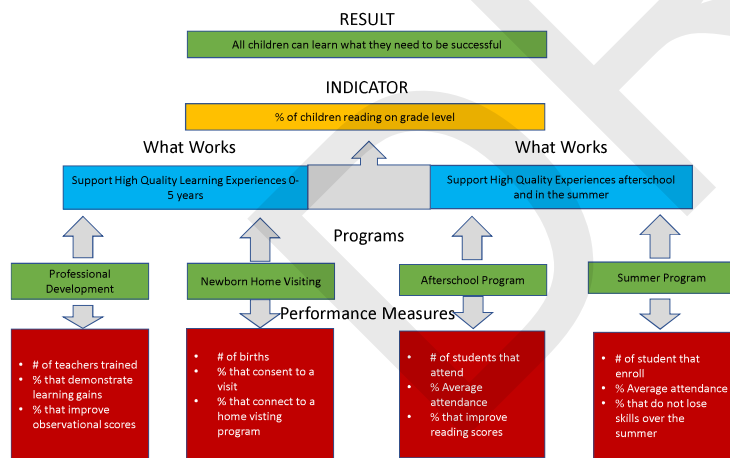 RESULT
All children can learn what they need to be successful
INDICATOR
% of children reading on grade level
What Works
What Works
Support High Quality Learning Experiences 0-
5 years
Support High Quality Experiences afterschool
and in the summer
Programs
Professional
Development
Newborn Home Visiting
Afterschool Program
Summer Program
Performance Measures
• # of teachers trained
• % that demonstrate
learning gains
• % that improve
observational scores
• # of births
• % that consent to a
visit
• % that connect to a
home visting
program
• # of students that
attend
• % Average
attendance
• % that improve
reading scores
• # of student that
enroll
• % Average attendance
• % that do not lose
skills over the
summer